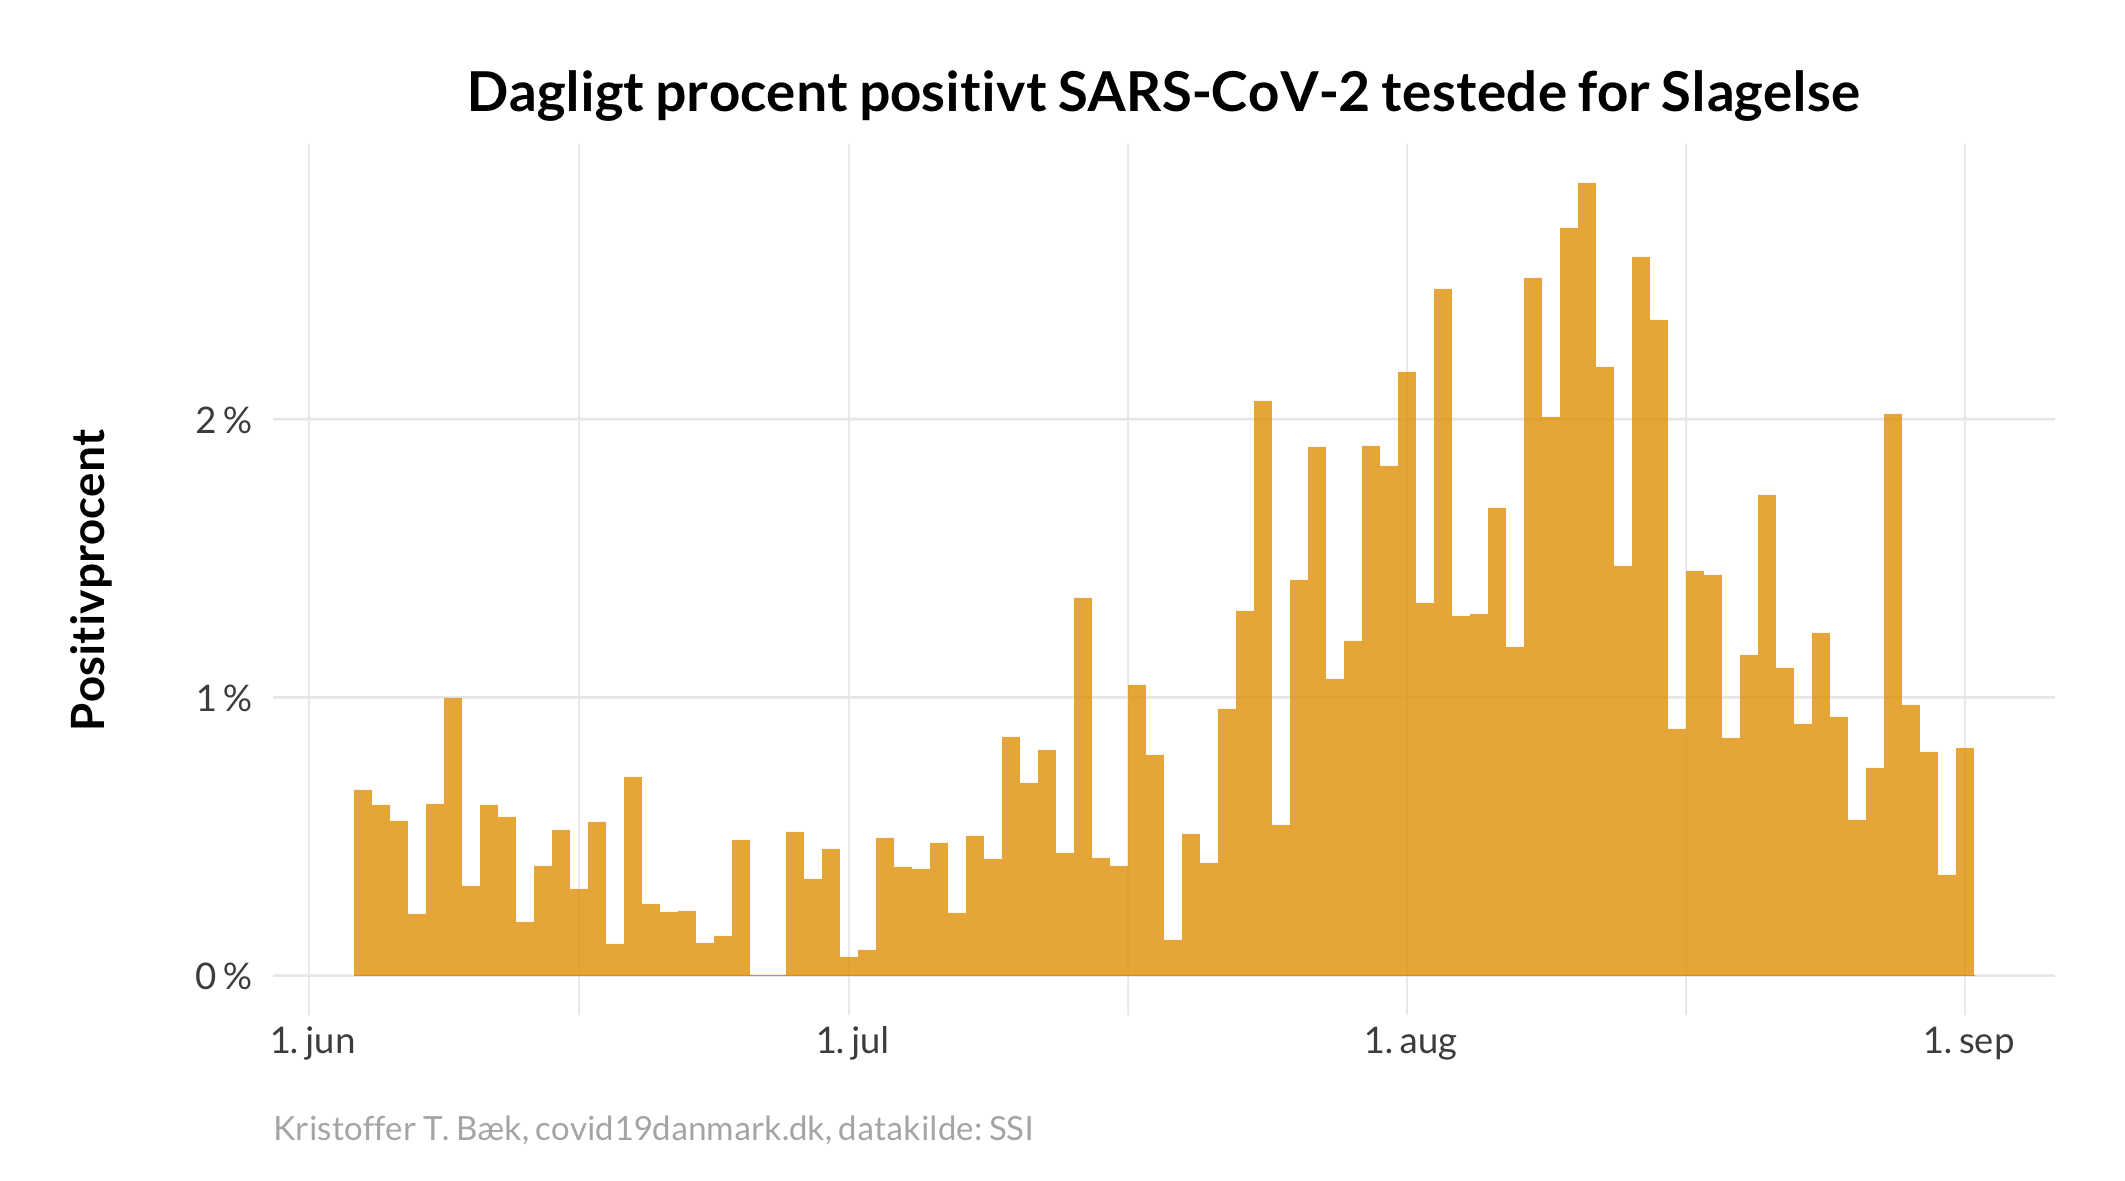 Dagligt procent positivt SARS-CoV-2 testede for Slagelse
Positivprocent
2 %
1 %
0 %
1. jun
1. jul
1. aug
1. sep
Kristoffer T. Bæk, covid19danmark.dk, datakilde: SSI